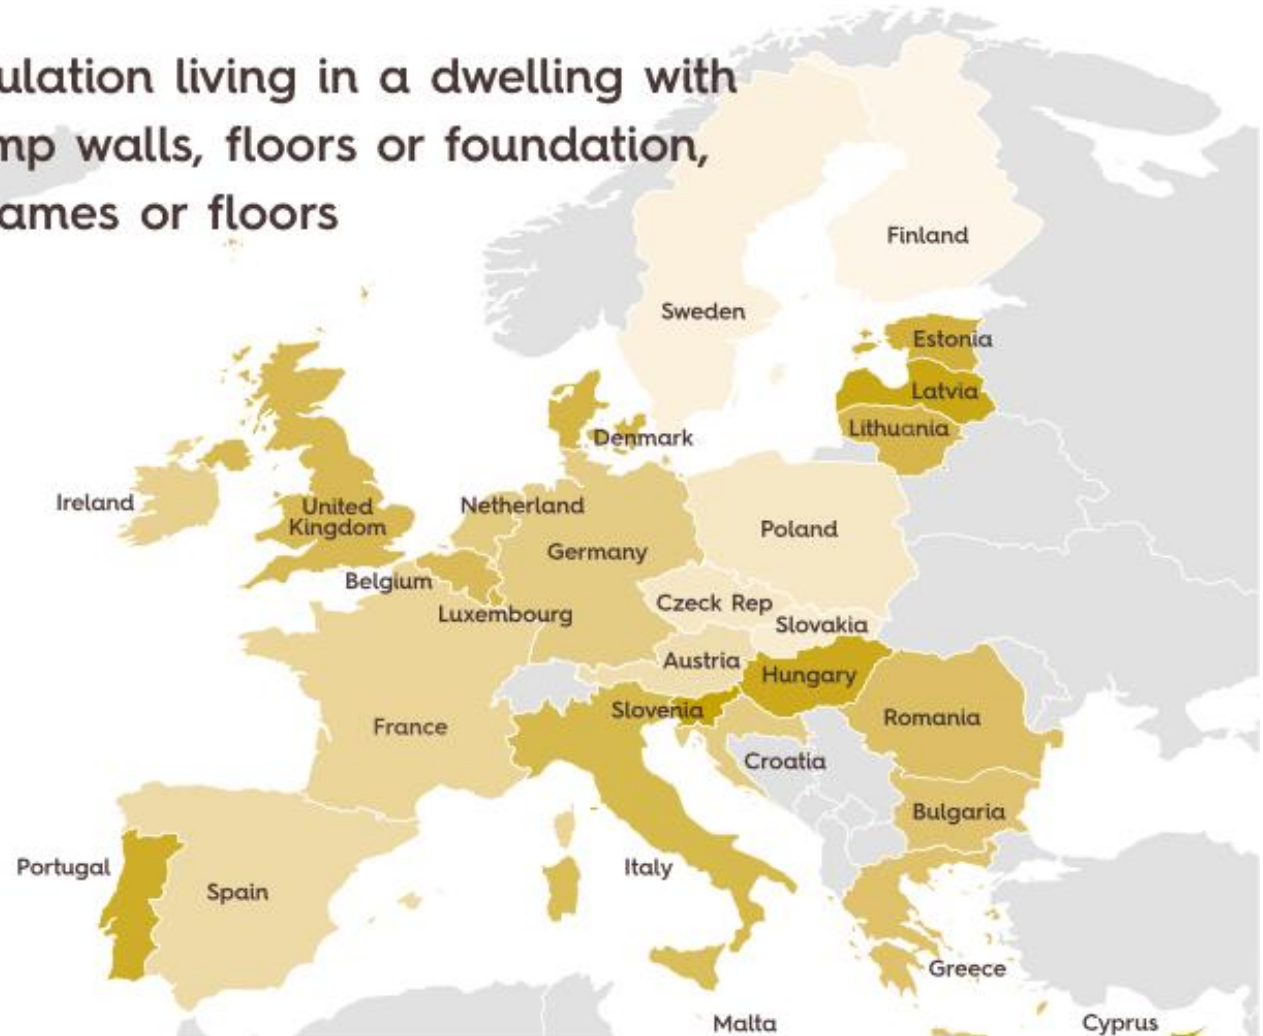 ulation living in a dwelling with
mp walls, floors or foundation,
ames or floors
Finland
Sweden
Estonia
Latvia
Lithuania
Denmark
Ireland
United
Kingdom
Netherland
Poland
Germany
Belgium
Czeck Rep
Luxembourg
Slovakia
Austria
Hungary
Slovenia
Romania
France
Croatia
Bulgaria
Portugal
Italy
Spain
Greece
Malta
Cyprus